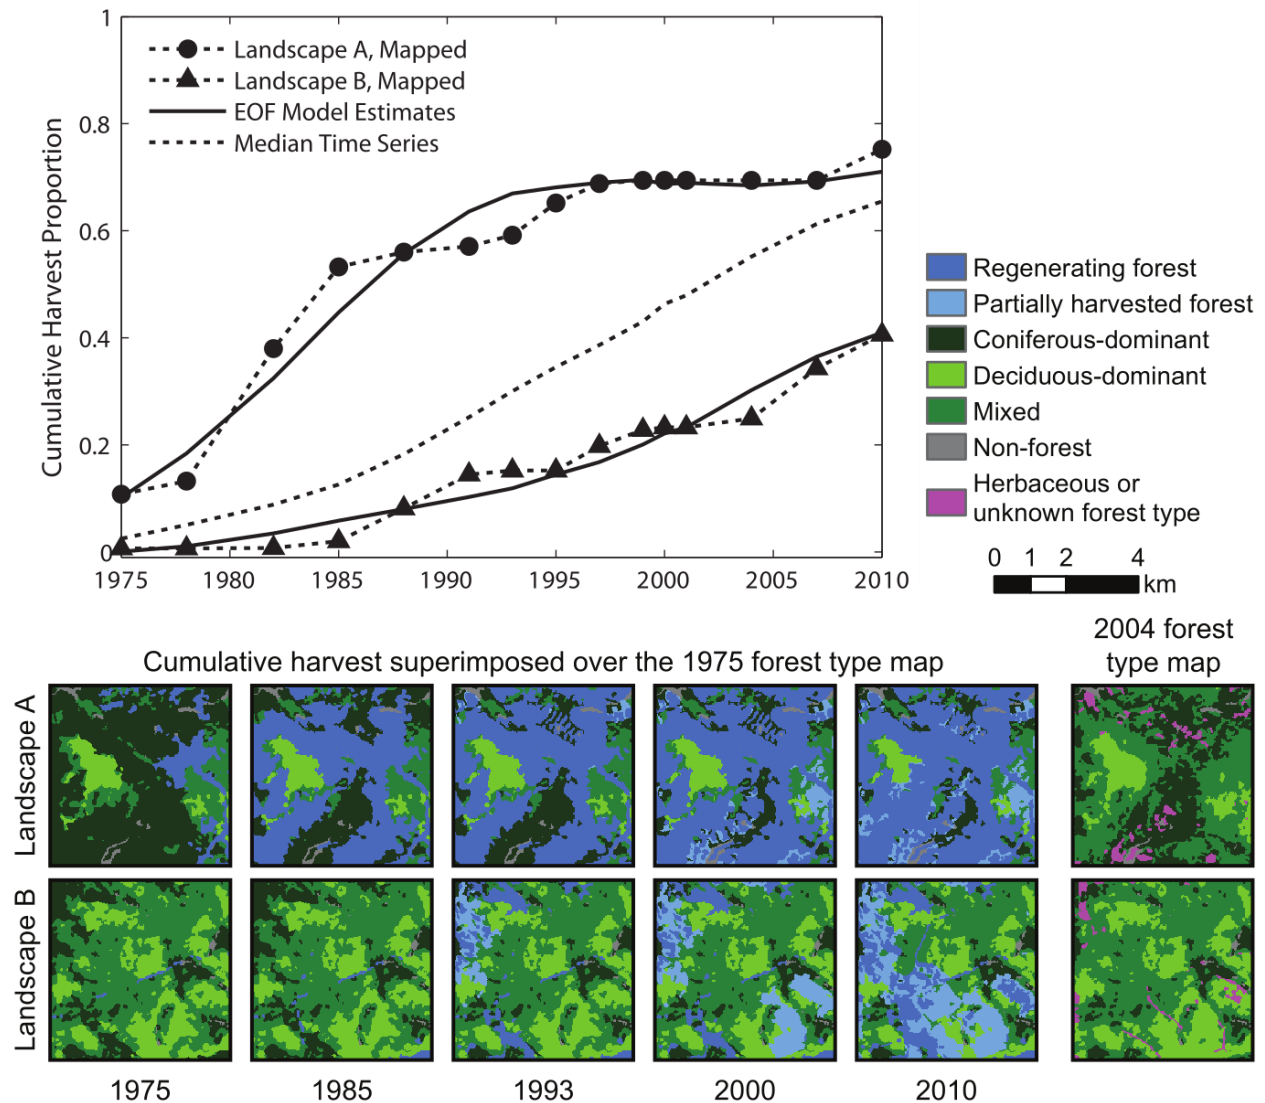 1
0.8
0.6
0.4
0.2
0
Cumulative Harvest Proportion
Landscape A, Mapped
Landscape B, Mapped
EOF Model Estimates
Median Time Series
1975 1980 1985 1990 1995 2000 2005 2010
Regenerating forest
Partially harvested forest
Coniferous-dominant
Deciduous-dominant
Mixed
Non-forest
Herbaceous or
unknown forest type
0 1 2 4
km
Cumulative harvest superimposed over the 1975 forest type map
2004 forest
type map
Landscape A
Landscape B
1975 1985 1993 2000 2010